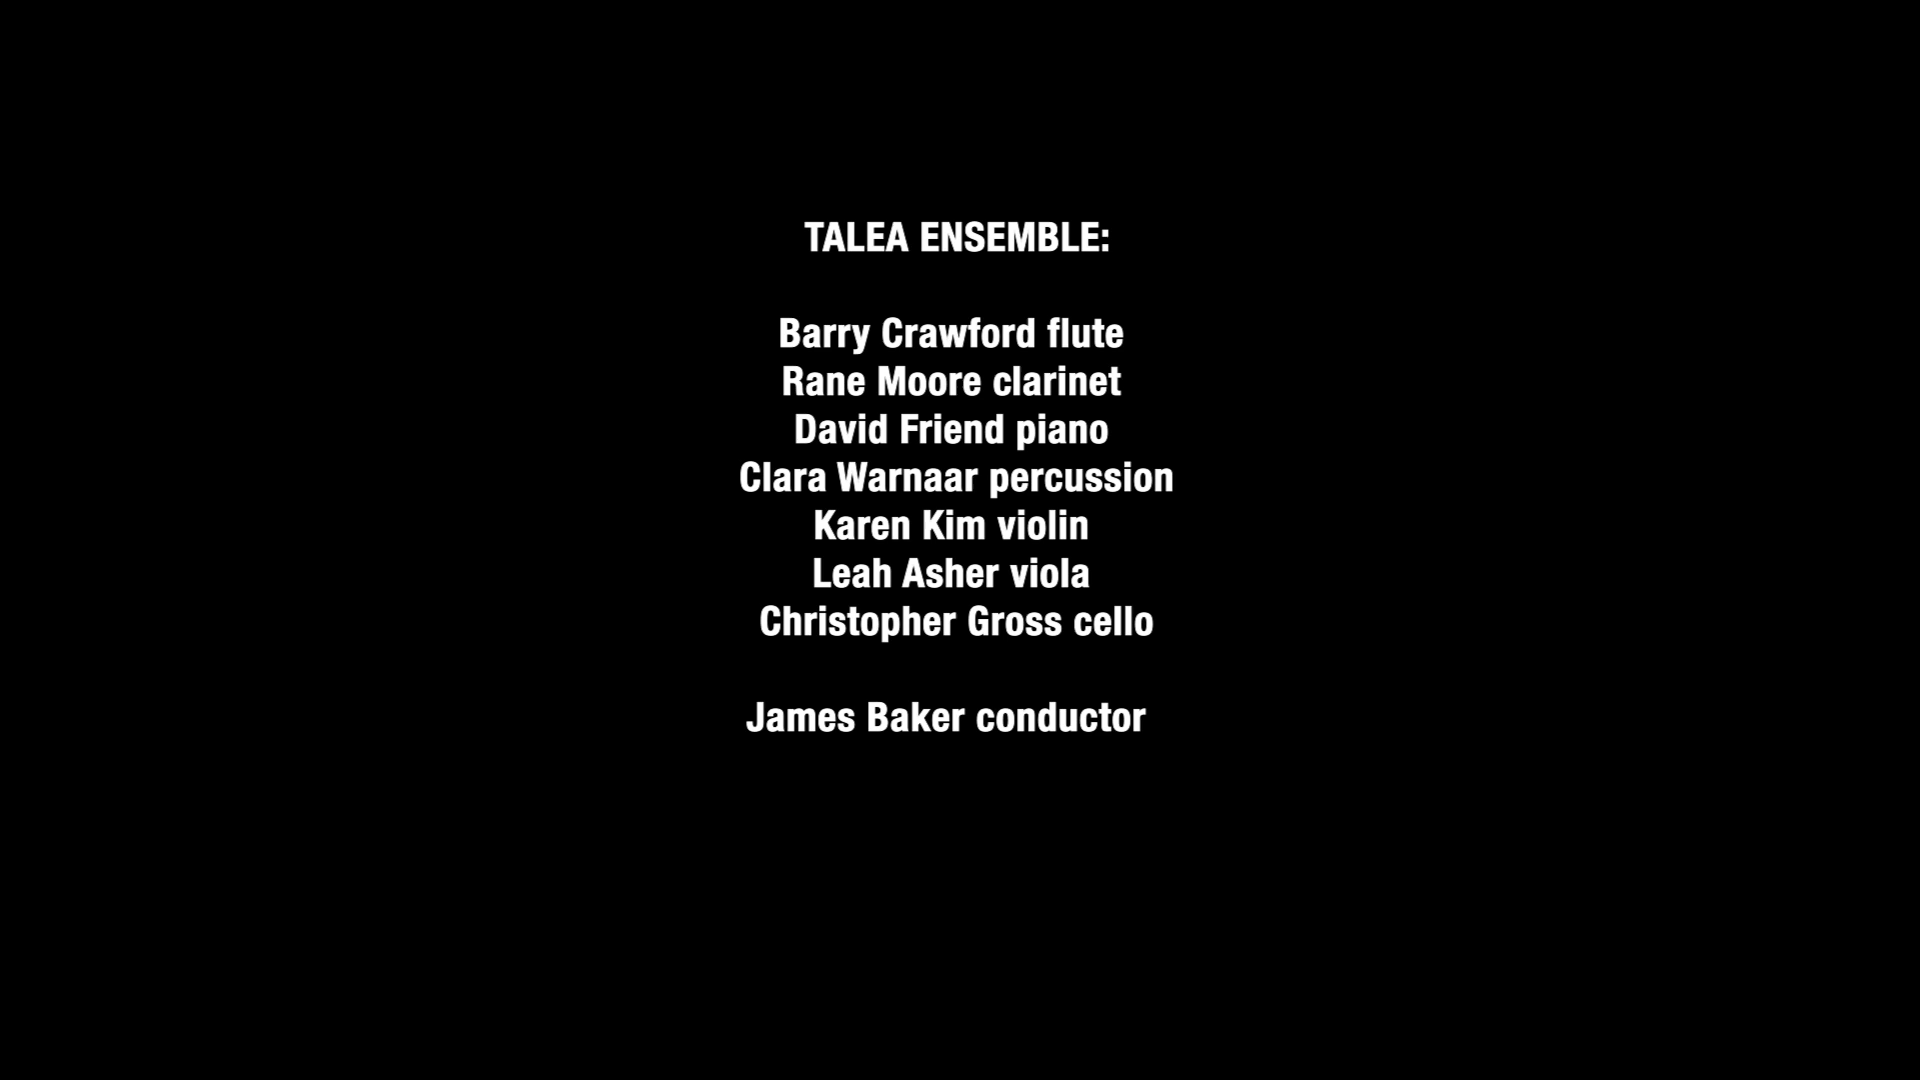 TALEA ENSEMBLE:
Barry Crawford flute
Rane Moore clarinet
David Friend piano
Clara Warnaar percussion
Karen Kim violin
Leah Asher viola
Christopher Gross cello
James Baker conductor